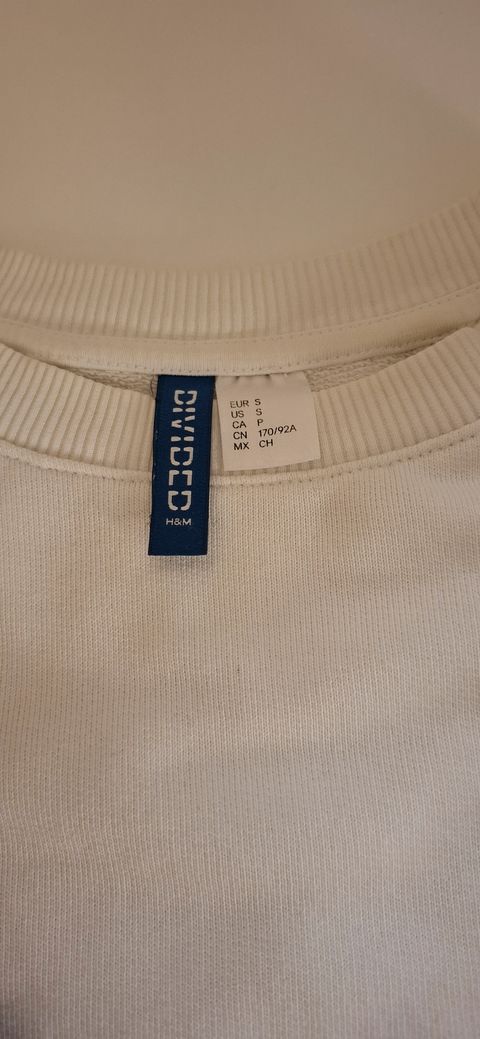 DIVIDED
H&M
EUR S
US S
CA P
CN 170/92A
MX CH